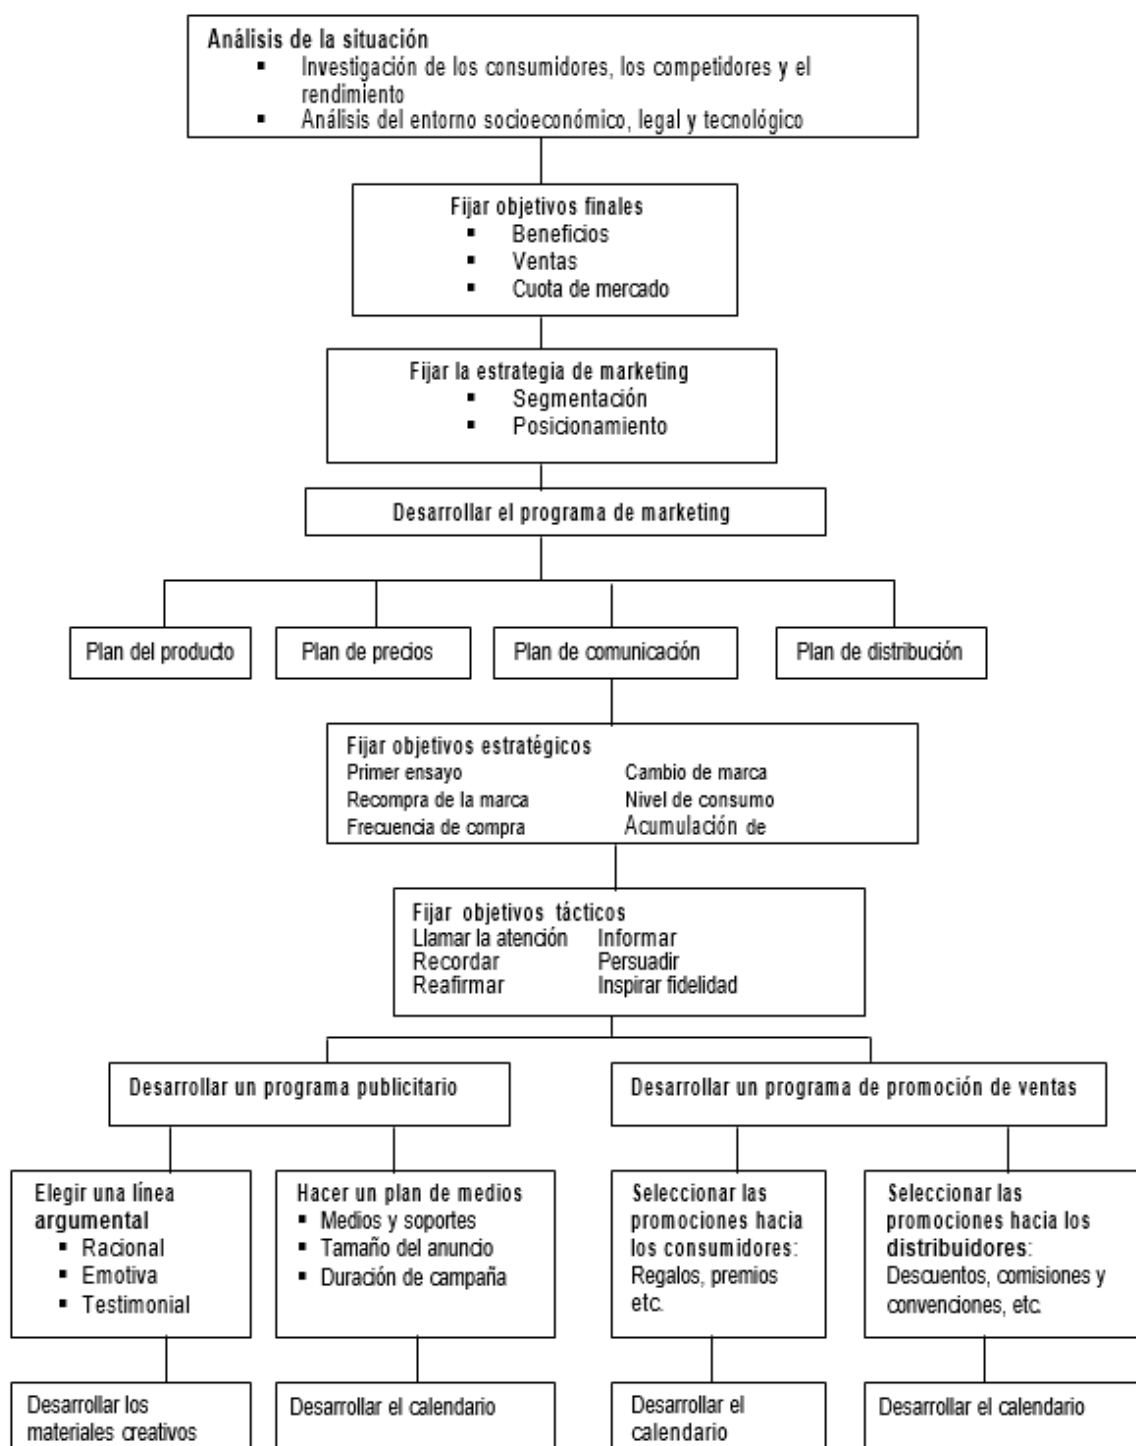 Análisis de la situación
▪ Investigación de los consumidores, los competidores y el
rendimiento
▪ Análisis del entorno socioeconómico, legal y tecnológico
Fijar objetivos finales
▪ Beneficios
▪ Ventas
▪ Cuota de mercado
Fijar la estrategia de marketing
▪ Segmentación
▪ Posicionamiento
Desarrollar el programa de marketing
Plan del producto
Plan de precios
Plan de comunicación
Plan de distribución
Fijar objetivos estratégicos
Primer ensayo Cambio de marca
Recompra de la marca Nivel de consumo
Frecuencia de compra Acumulación de
Fijar objetivos tácticos
Llamar la atención Informar
Recordar Persuadir
Reafirmar Inspirar fidelidad
Desarrollar un programa publicitario
Desarrollar un programa de promoción de ventas
Elegir una línea
argumental
▪ Racional
▪ Emotiva
▪ Testimonial
Hacer un plan de medios
▪ Medios y soportes
▪ Tamaño del anuncio
▪ Duración de campaña
Seleccionar las
promociones hacia
los consumidores:
Regalos, premios
etc.
Seleccionar las
promociones hacia los
distribuidores:
Descuentos, comisiones y
convenciones, etc.
Desarrollar los
materiales creativos
Desarrollar el calendario
Desarrollar el
calendario
Desarrollar el calendario